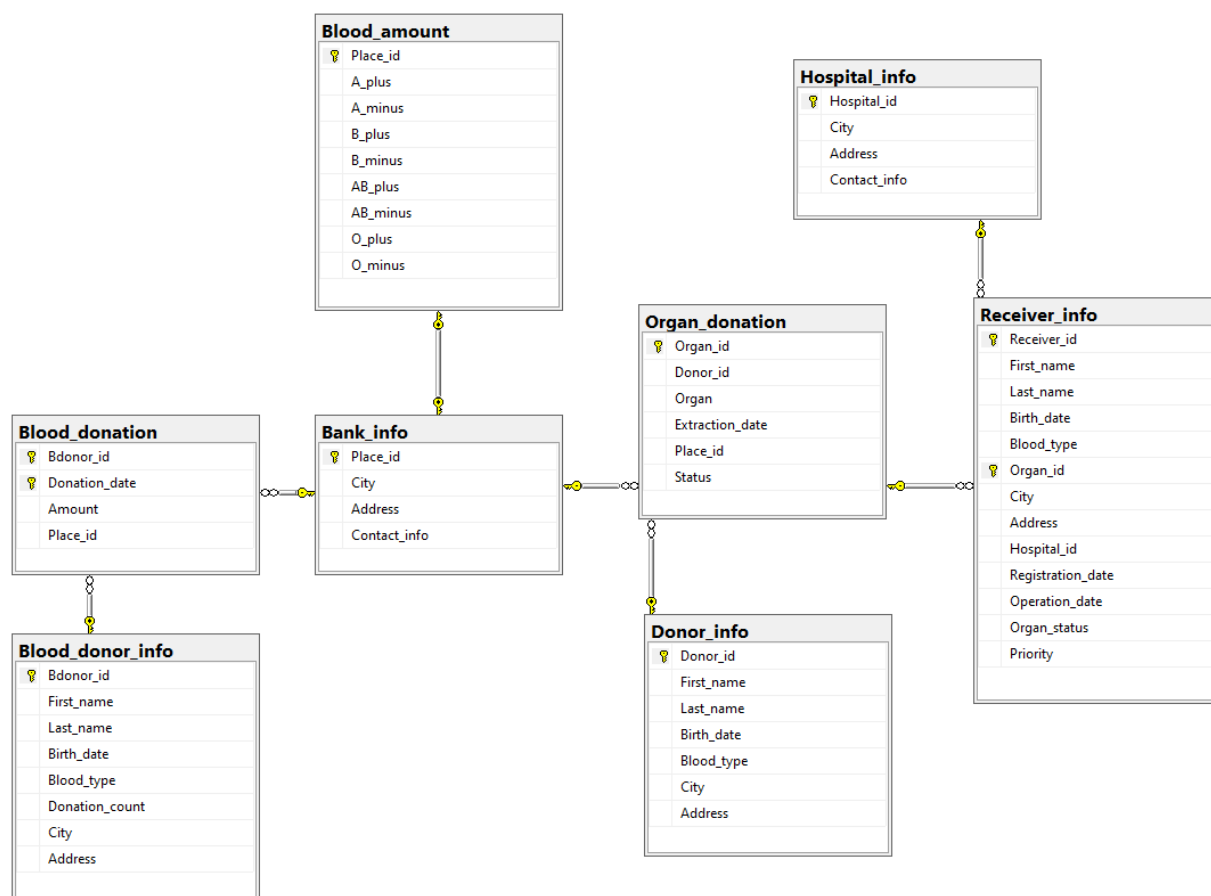 Blood_amount
Place_id
A_plus
A_minus
B_plus
B_minus
AB_plus
AB_minus
O_plus
O_minus
Hospital_info
Hospital_id
City
Address
Contact_info
Organ_donation
Organ_id
Donor_id
Organ
Extraction_date
Place_id
Status
Receiver_info
Receiver_id
First_name
Last_name
Birth_date
Blood_type
Organ_id
City
Address
Hospital_id
Registration_date
Operation_date
Organ_status
Priority
Blood_donation
Bdonor_id
Donation_date
Amount
Place_id
Bank_info
Place_id
City
Address
Contact_info
Blood_donor_info
Bdonor_id
First_name
Last_name
Birth_date
Blood_type
Donation_count
City
Address
Donor_info
Donor_id
First_name
Last_name
Birth_date
Blood_type
City
Address